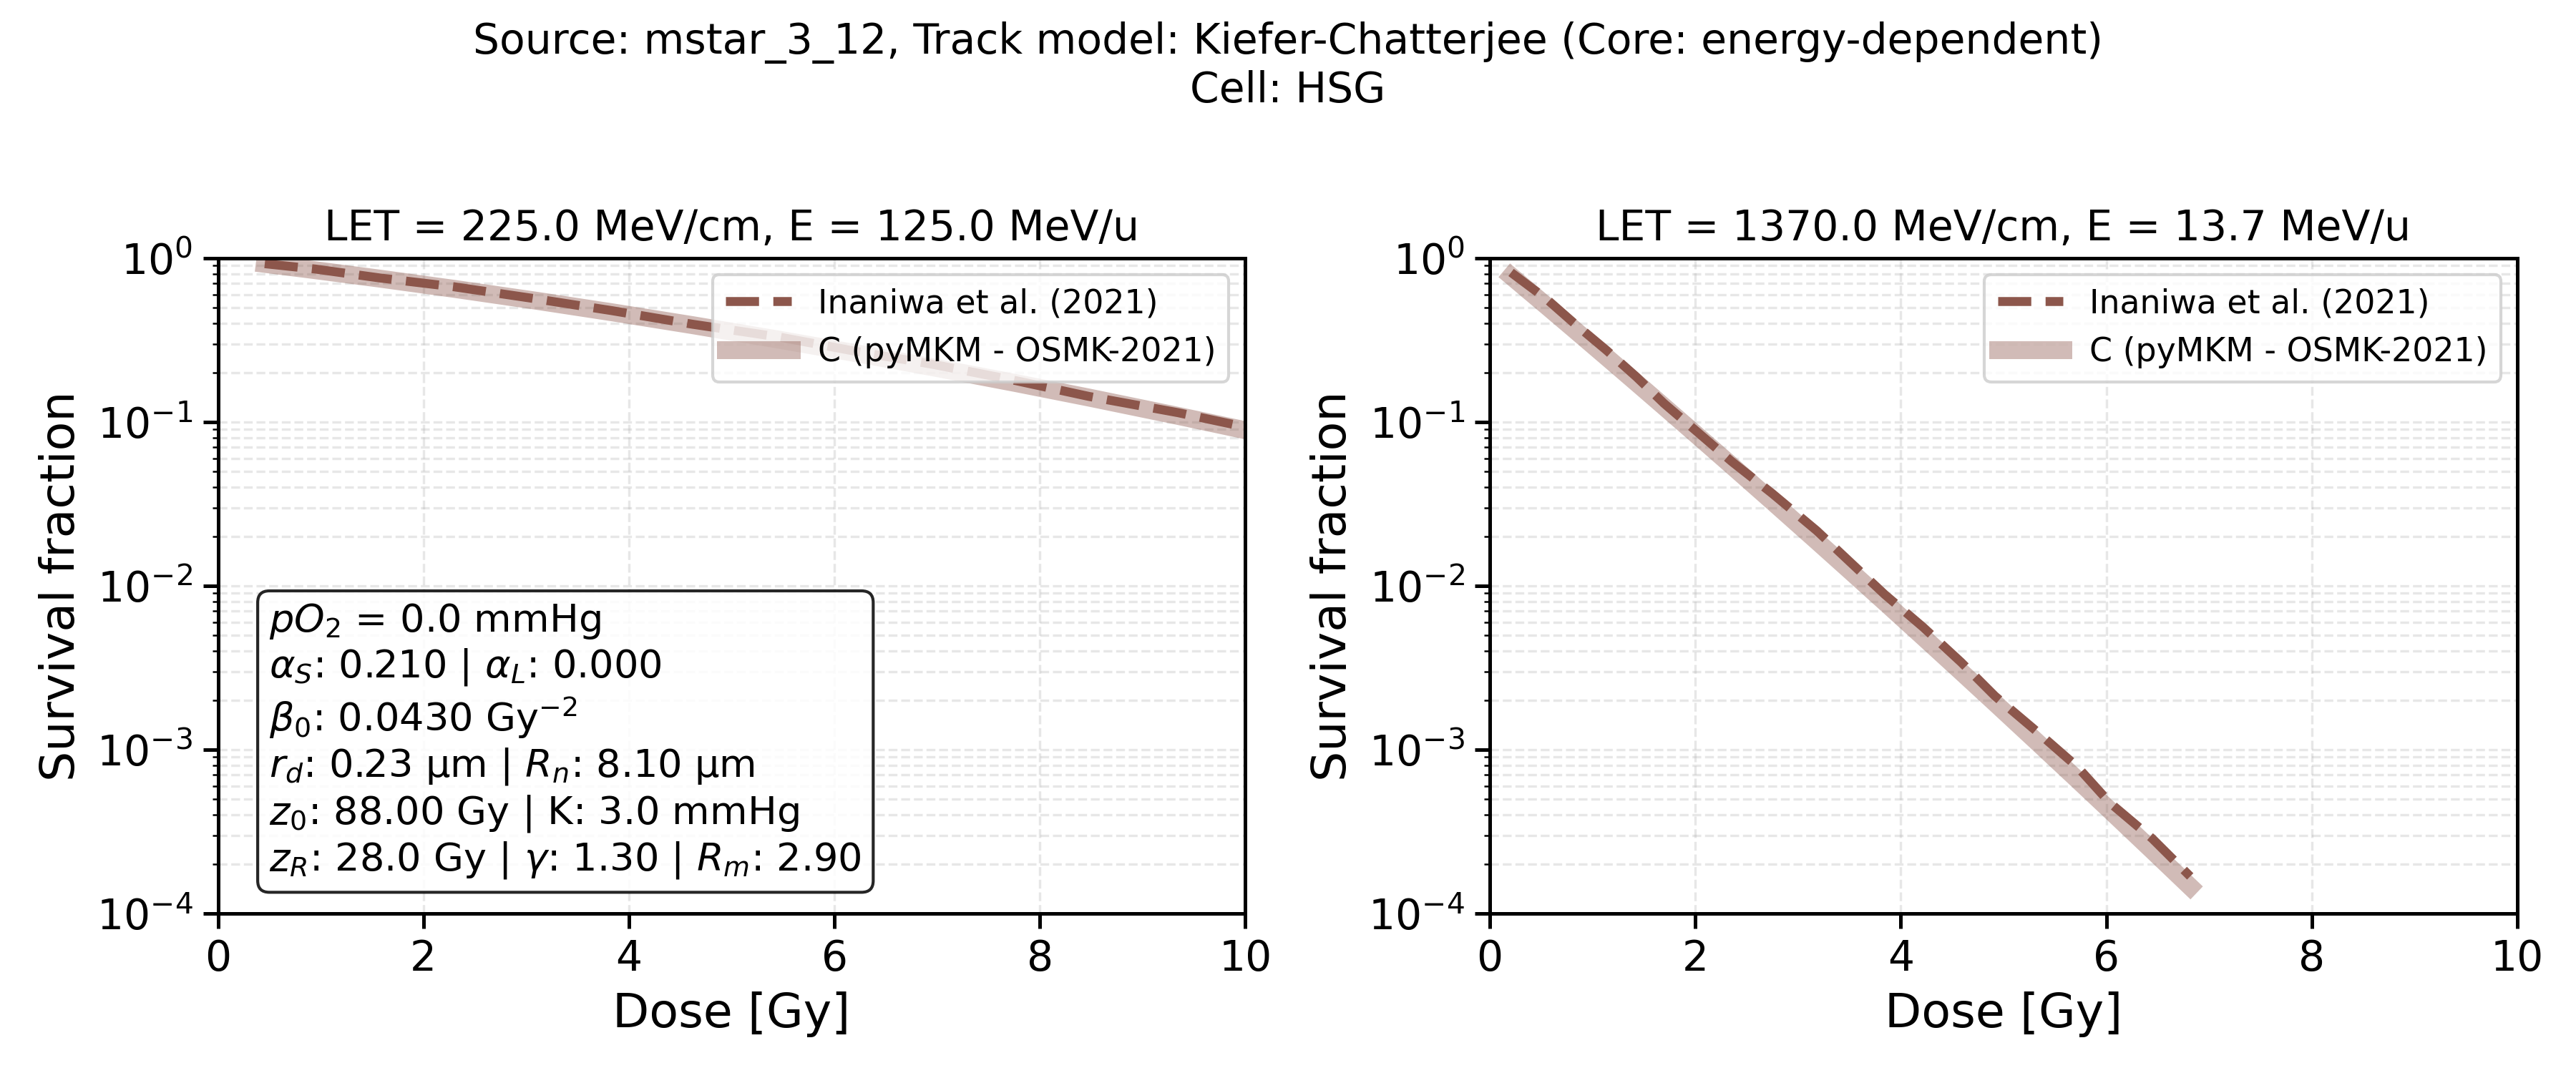 Source: mstar_3_12, Track model: Kiefer-Chatterjee (Core: energy-dependent)
Cell: HSG
LET = 225.0 MeV/cm, E = 125.0 MeV/u
Survival fraction
10⁰
10⁻¹
10⁻²
10⁻³
10⁻⁴
Inaniwa et al. (2021)
C (pyMKM - OSMK-2021)
pO₂ = 0.0 mmHg
α_S: 0.210 | α_L: 0.000
β₀: 0.0430 Gy⁻²
r_d: 0.23 µm | R_n: 8.10 µm
z₀: 88.00 Gy | K: 3.0 mmHg
z_R: 28.0 Gy | γ: 1.30 | R_m: 2.90
0 2 4 6 8 10
Dose [Gy]
LET = 1370.0 MeV/cm, E = 13.7 MeV/u
Survival fraction
10⁰
10⁻¹
10⁻²
10⁻³
10⁻⁴
Inaniwa et al. (2021)
C (pyMKM - OSMK-2021)
0 2 4 6 8 10
Dose [Gy]